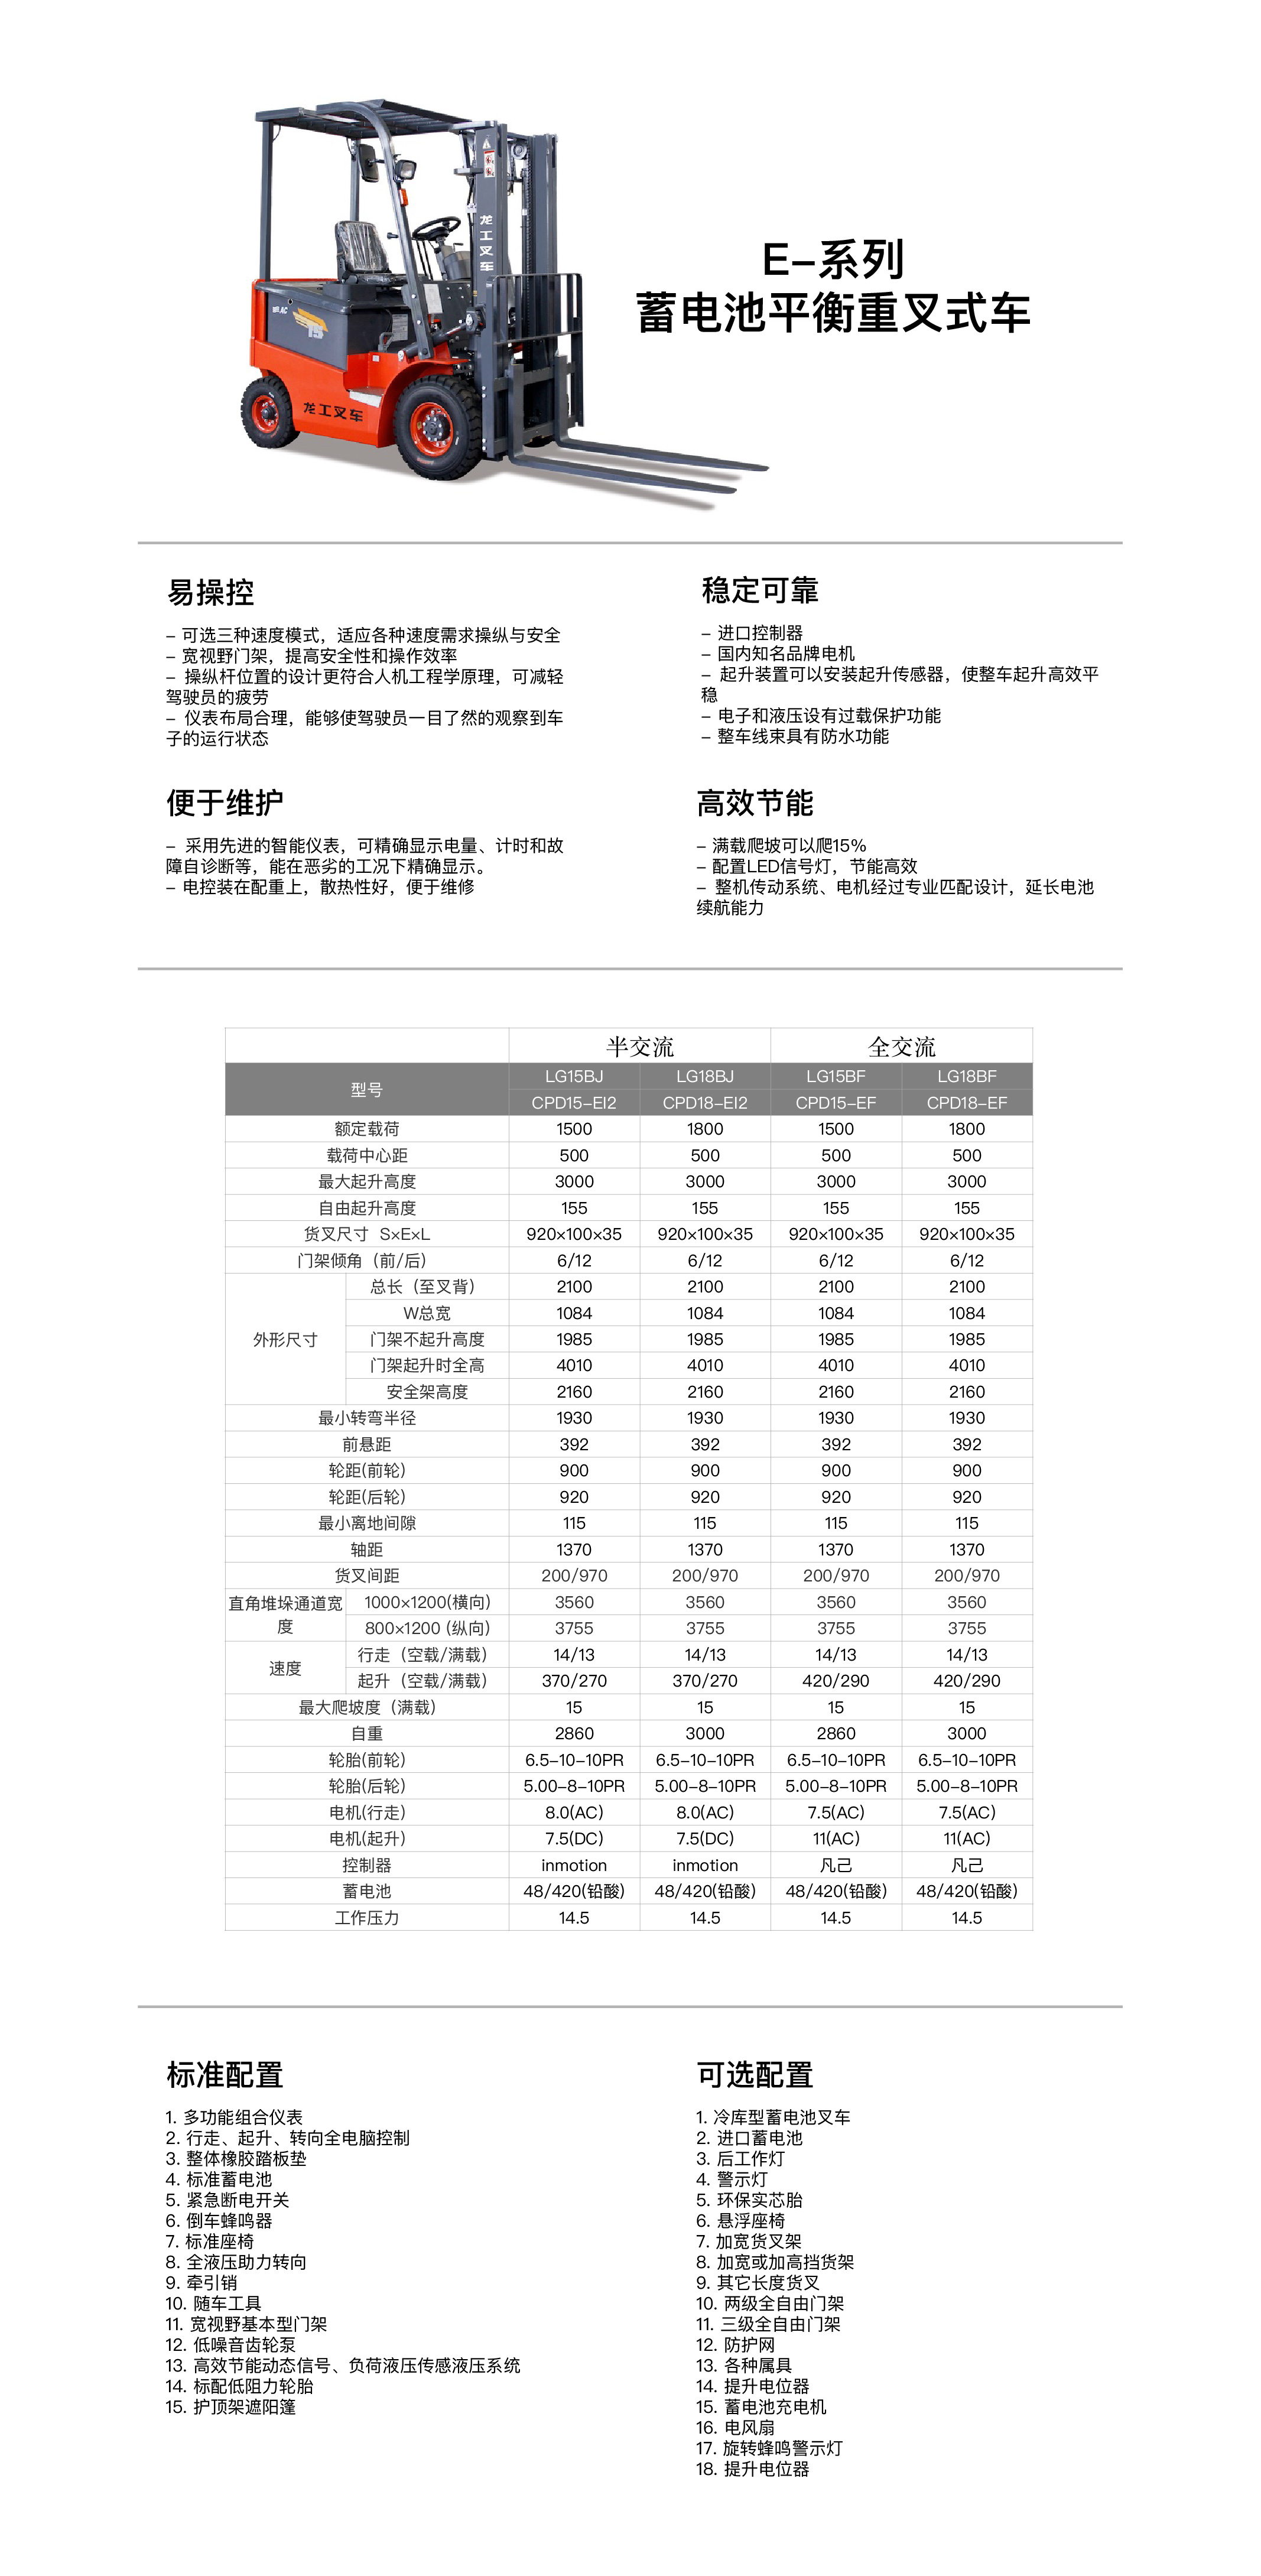 龙工叉车
AC
15
龙工叉车
E-系列
蓄电池平衡重叉式车
易操控
- 可选三种速度模式，适应各种速度需求操纵与安全
- 宽视野门架，提高安全性和操作效率
- 操纵杆位置的设计更符合人机工程学原理，可减轻
驾驶员的疲劳
- 仪表布局合理，能够使驾驶员一目了然的观察到车
子的运行状态
稳定可靠
- 进口控制器
- 国内知名品牌电机
- 起升装置可以安装起升传感器，使整车起升高效平
稳
- 电子和液压设有过载保护功能
- 整车线束具有防水功能
便于维护
- 采用先进的智能仪表，可精确显示电量、计时和故
障自诊断等，能在恶劣的工况下精确显示。
- 电控装在配重上，散热性好，便于维修
高效节能
- 满载爬坡可以爬15%
- 配置LED信号灯，节能高效
- 整机传动系统、电机经过专业匹配设计，延长电池
续航能力
半交流 全交流
型号 LG15BJ LG18BJ LG15BF LG18BF
CPD15-EI2 CPD18-EI2 CPD15-EF CPD18-EF
额定载荷 1500 1800 1500 1800
载荷中心距 500 500 500 500
最大起升高度 3000 3000 3000 3000
自由起升高度 155 155 155 155
货叉尺寸 S×E×L 920×100×35 920×100×35 920×100×35 920×100×35
门架倾角（前/后） 6/12 6/12 6/12 6/12
外形尺寸 总长（至叉背） 2100 2100 2100 2100
W总宽 1084 1084 1084 1084
门架不起升高度 1985 1985 1985 1985
门架起升时全高 4010 4010 4010 4010
安全架高度 2160 2160 2160 2160
最小转弯半径 1930 1930 1930 1930
前悬距 392 392 392 392
轮距(前轮) 900 900 900 900
轮距(后轮) 920 920 920 920
最小离地间隙 115 115 115 115
轴距 1370 1370 1370 1370
货叉间距 200/970 200/970 200/970 200/970
直角堆垛通道宽度 1000×1200(横向) 3560 3560 3560 3560
800×1200 (纵向) 3755 3755 3755 3755
速度 行走（空载/满载） 14/13 14/13 14/13 14/13
起升（空载/满载） 370/270 370/270 420/290 420/290
最大爬坡度（满载） 15 15 15 15
自重 2860 3000 2860 3000
轮胎(前轮) 6.5-10-10PR 6.5-10-10PR 6.5-10-10PR 6.5-10-10PR
轮胎(后轮) 5.00-8-10PR 5.00-8-10PR 5.00-8-10PR 5.00-8-10PR
电机(行走) 8.0(AC) 8.0(AC) 7.5(AC) 7.5(AC)
电机(起升) 7.5(DC) 7.5(DC) 11(AC) 11(AC)
控制器 inmotion inmotion 凡己 凡己
蓄电池 48/420(铅酸) 48/420(铅酸) 48/420(铅酸) 48/420(铅酸)
工作压力 14.5 14.5 14.5 14.5
标准配置
1. 多功能组合仪表
2. 行走、起升、转向全电脑控制
3. 整体橡胶踏板垫
4. 标准蓄电池
5. 紧急断电开关
6. 倒车蜂鸣器
7. 标准座椅
8. 全液压助力转向
9. 牵引销
10. 随车工具
11. 宽视野基本型门架
12. 低噪音齿轮泵
13. 高效节能动态信号、负荷液压传感液压系统
14. 标配低阻力轮胎
15. 护顶架遮阳篷
可选配置
1. 冷库型蓄电池叉车
2. 进口蓄电池
3. 后工作灯
4. 警示灯
5. 环保实芯胎
6. 悬浮座椅
7. 加宽货叉架
8. 加宽或加高挡货架
9. 其它长度货叉
10. 两级全自由门架
11. 三级全自由门架
12. 防护网
13. 各种属具
14. 提升电位器
15. 蓄电池充电机
16. 电风扇
17. 旋转蜂鸣警示灯
18. 提升电位器